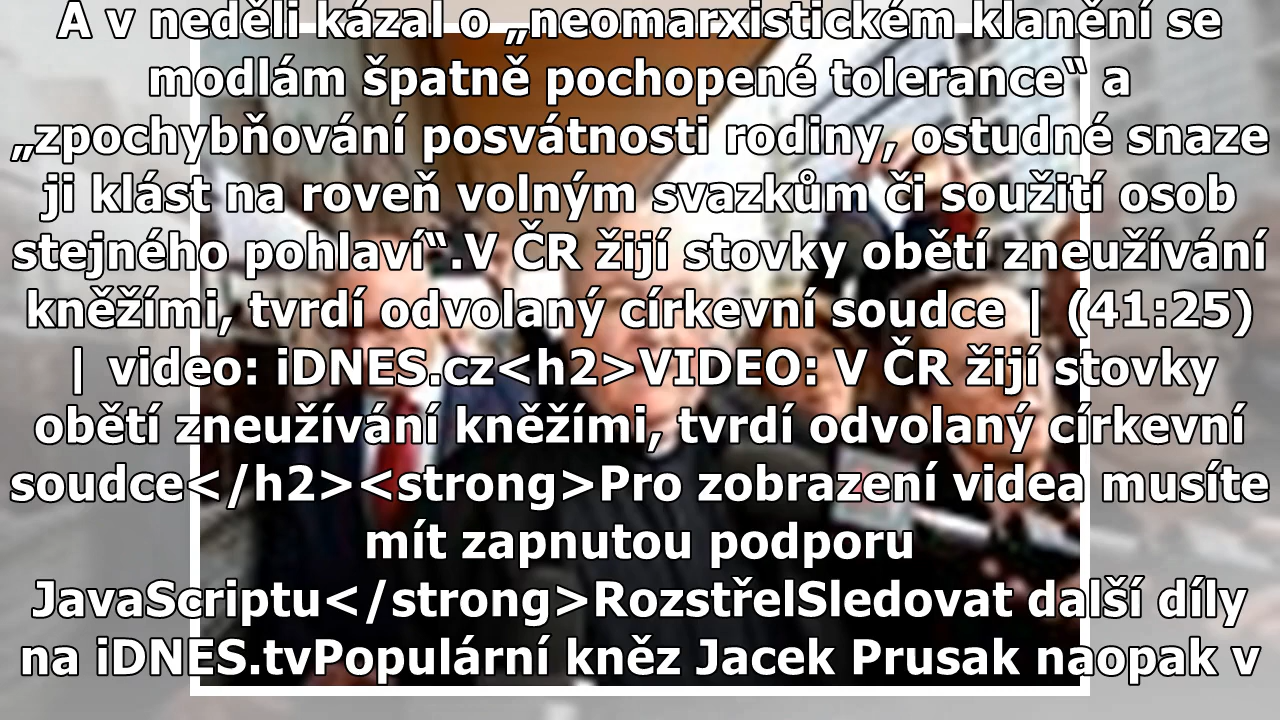 A v neděli kázal o „neomarxistickém klanění se
modlám špatně pochopené tolerance“ a
„zpochybňování posvátnosti rodiny, ostudné snaze
ji klást na roveň volným svazkům či soužití osob
stejného pohlaví“.V ČR žijí stovky obětí zneužívání
kněžími, tvrdí odvolaný církevní soudce | (41:25)
| video: iDNES.cz<h2>VIDEO: V ČR žijí stovky
obětí zneužívání kněžími, tvrdí odvolaný církevní
soudce</h2><strong>Pro zobrazení videa musíte
mít zapnutou podporu
JavaScriptu</strong>RozstřelSledovat další díly
na iDNES.tvPopulární kněz Jacek Prusak naopak v